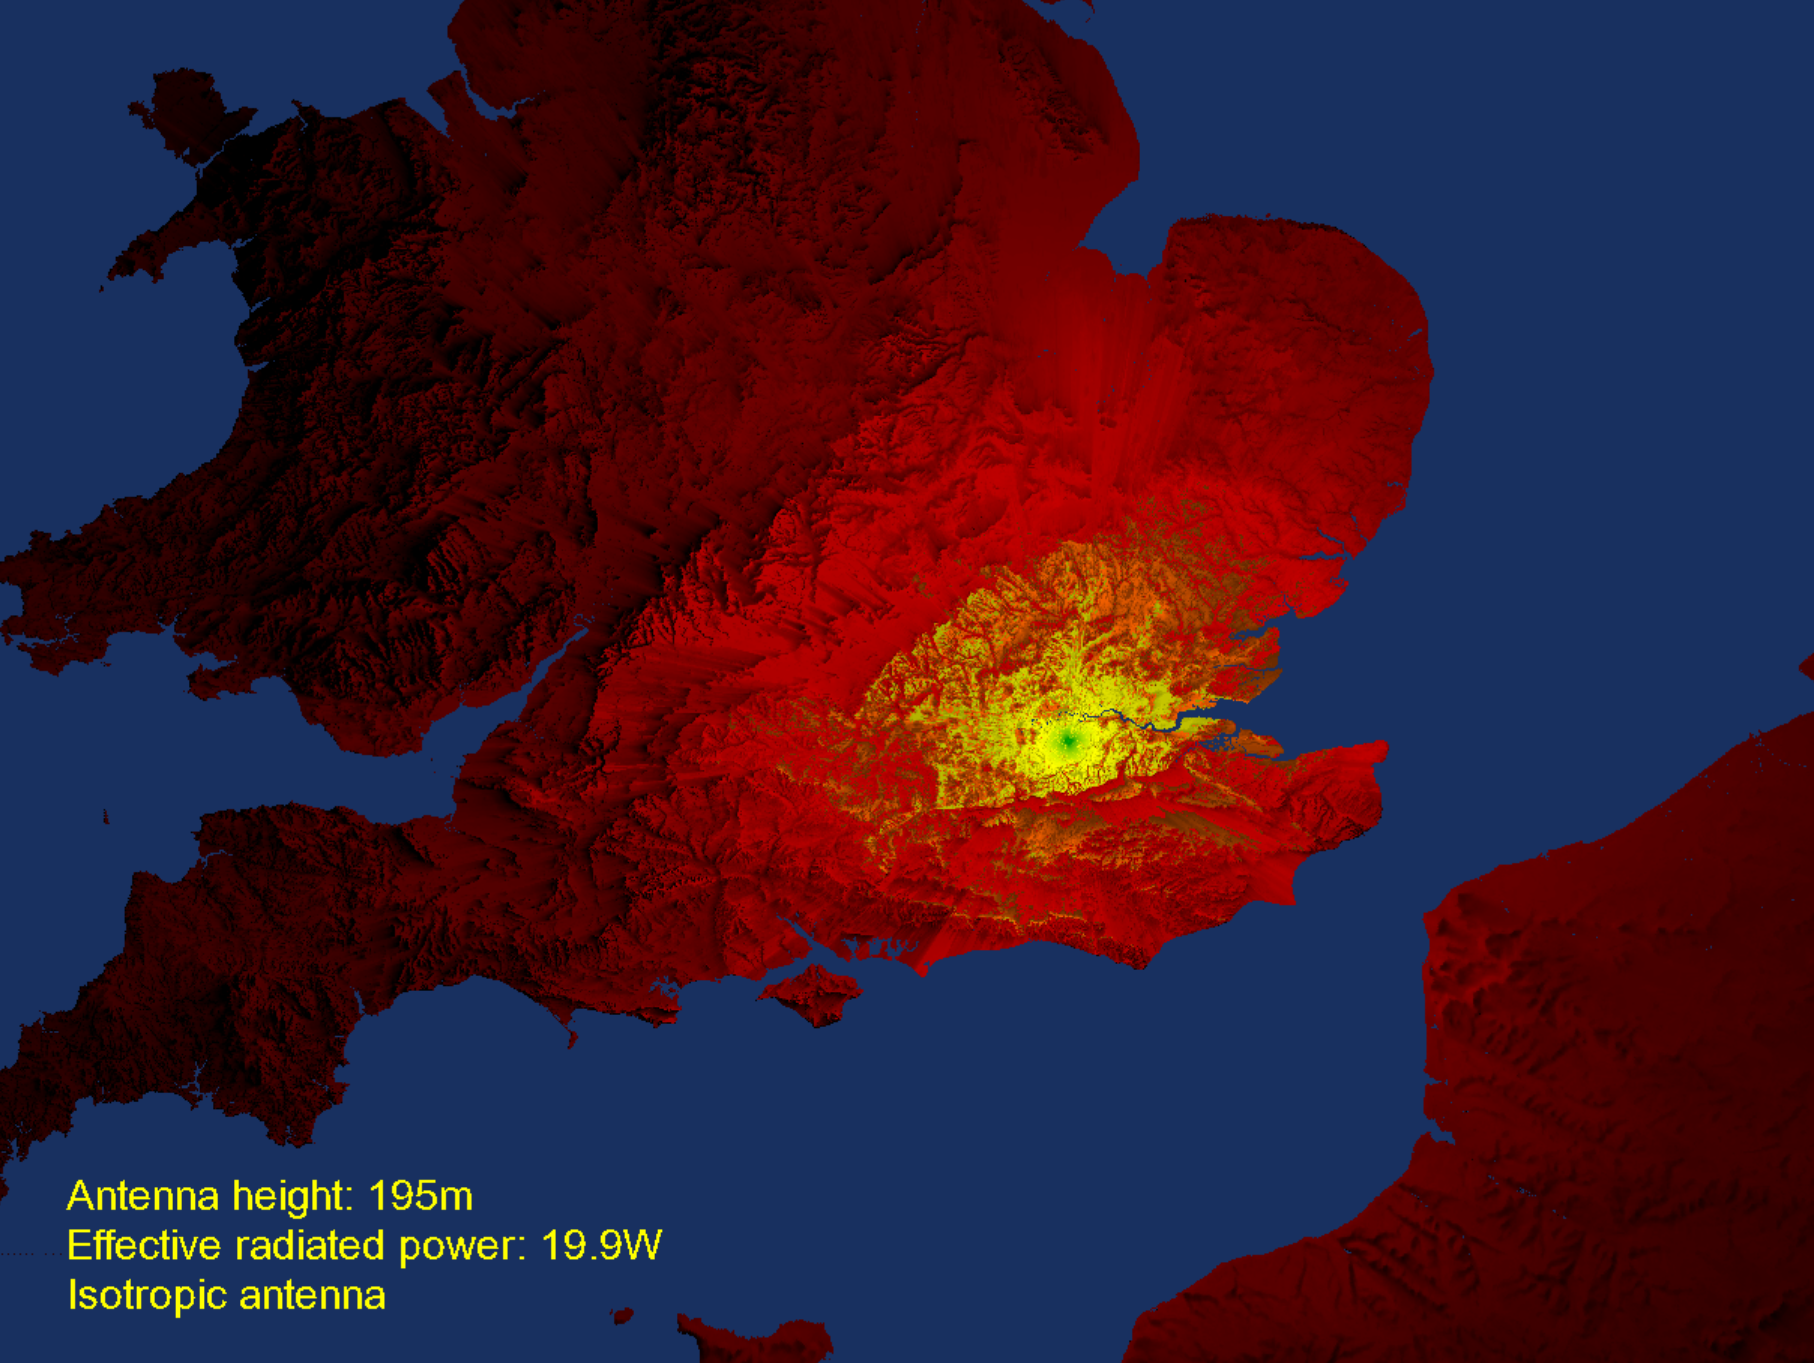 Antenna height: 195m
Effective radiated power: 19.9W
Isotropic antenna